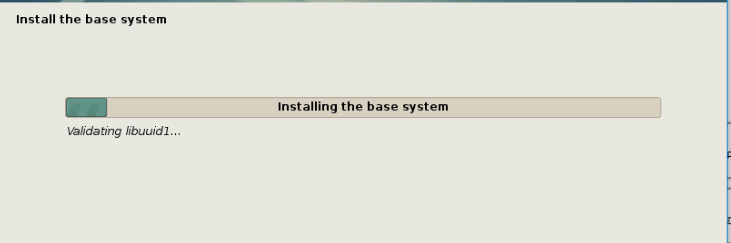 Install the base system
Installing the base system
Validating libuuid1...